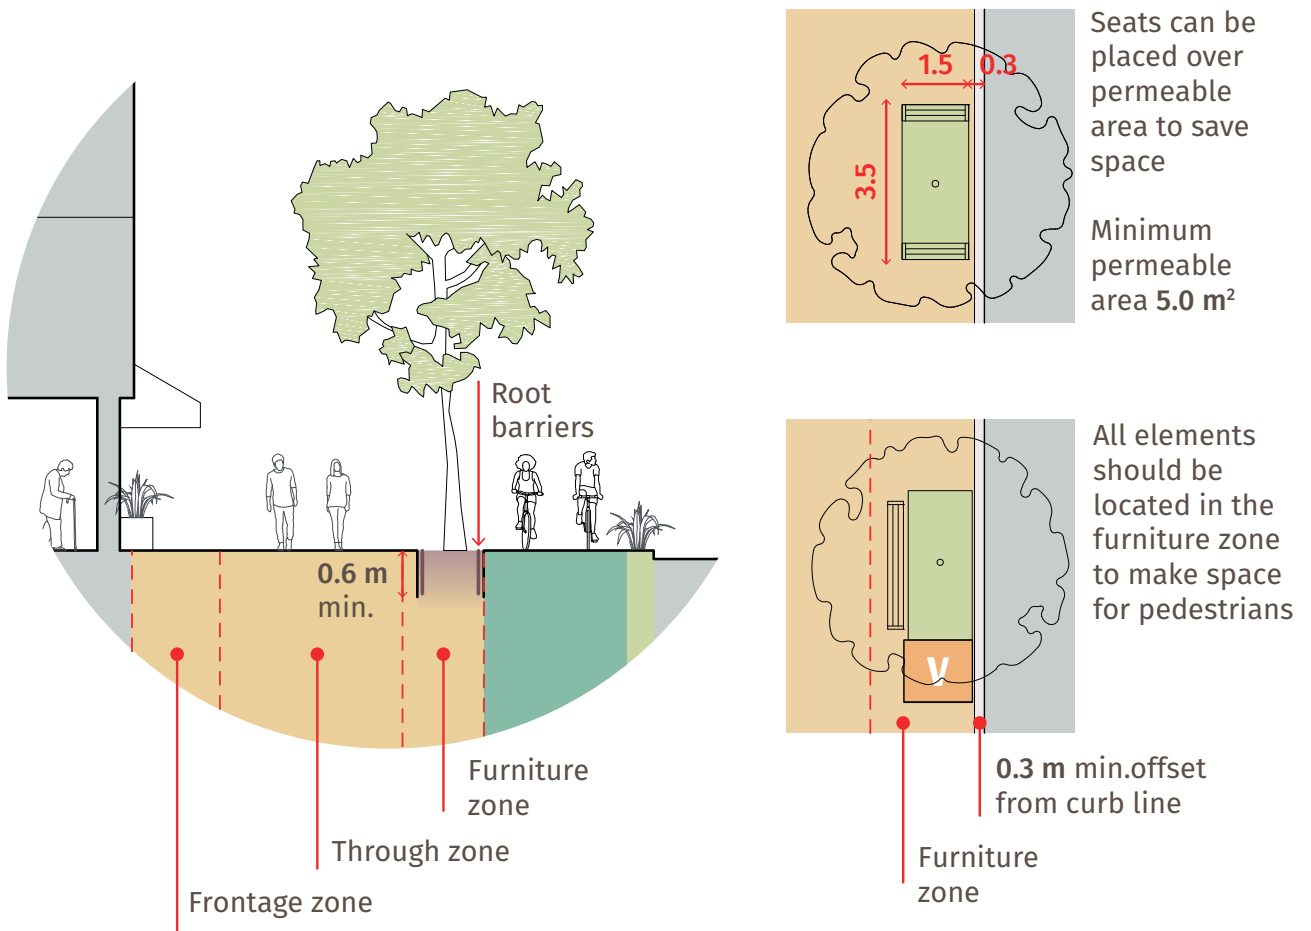 Root
barriers
0.6 m
min.
Furniture
zone
Through zone
Frontage zone
1.5
0.3
3.5
Seats can be
placed over
permeable
area to save
space
Minimum
permeable
area 5.0 m²
All elements
should be
located in the
furniture zone
to make space
for pedestrians
V
0.3 m min.offset
from curb line
Furniture
zone